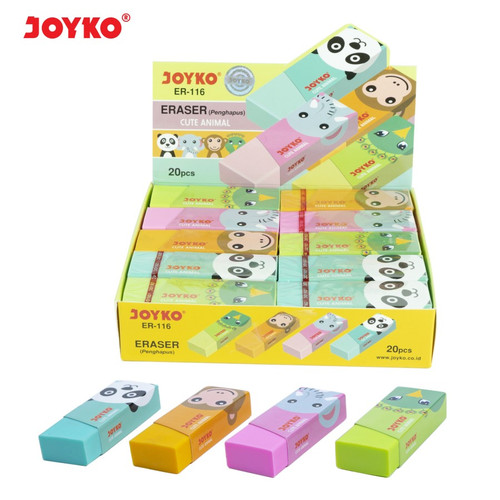 JOYKO
JOYKO
ER-116
ERASER (Penghapus)
CUTE ANIMAL
20pcs
JOYKO
JOYKO
JOYKO
JOYKO
ER-116
ERASER
(Penghapus)
20pcs
www.joyko.co.id